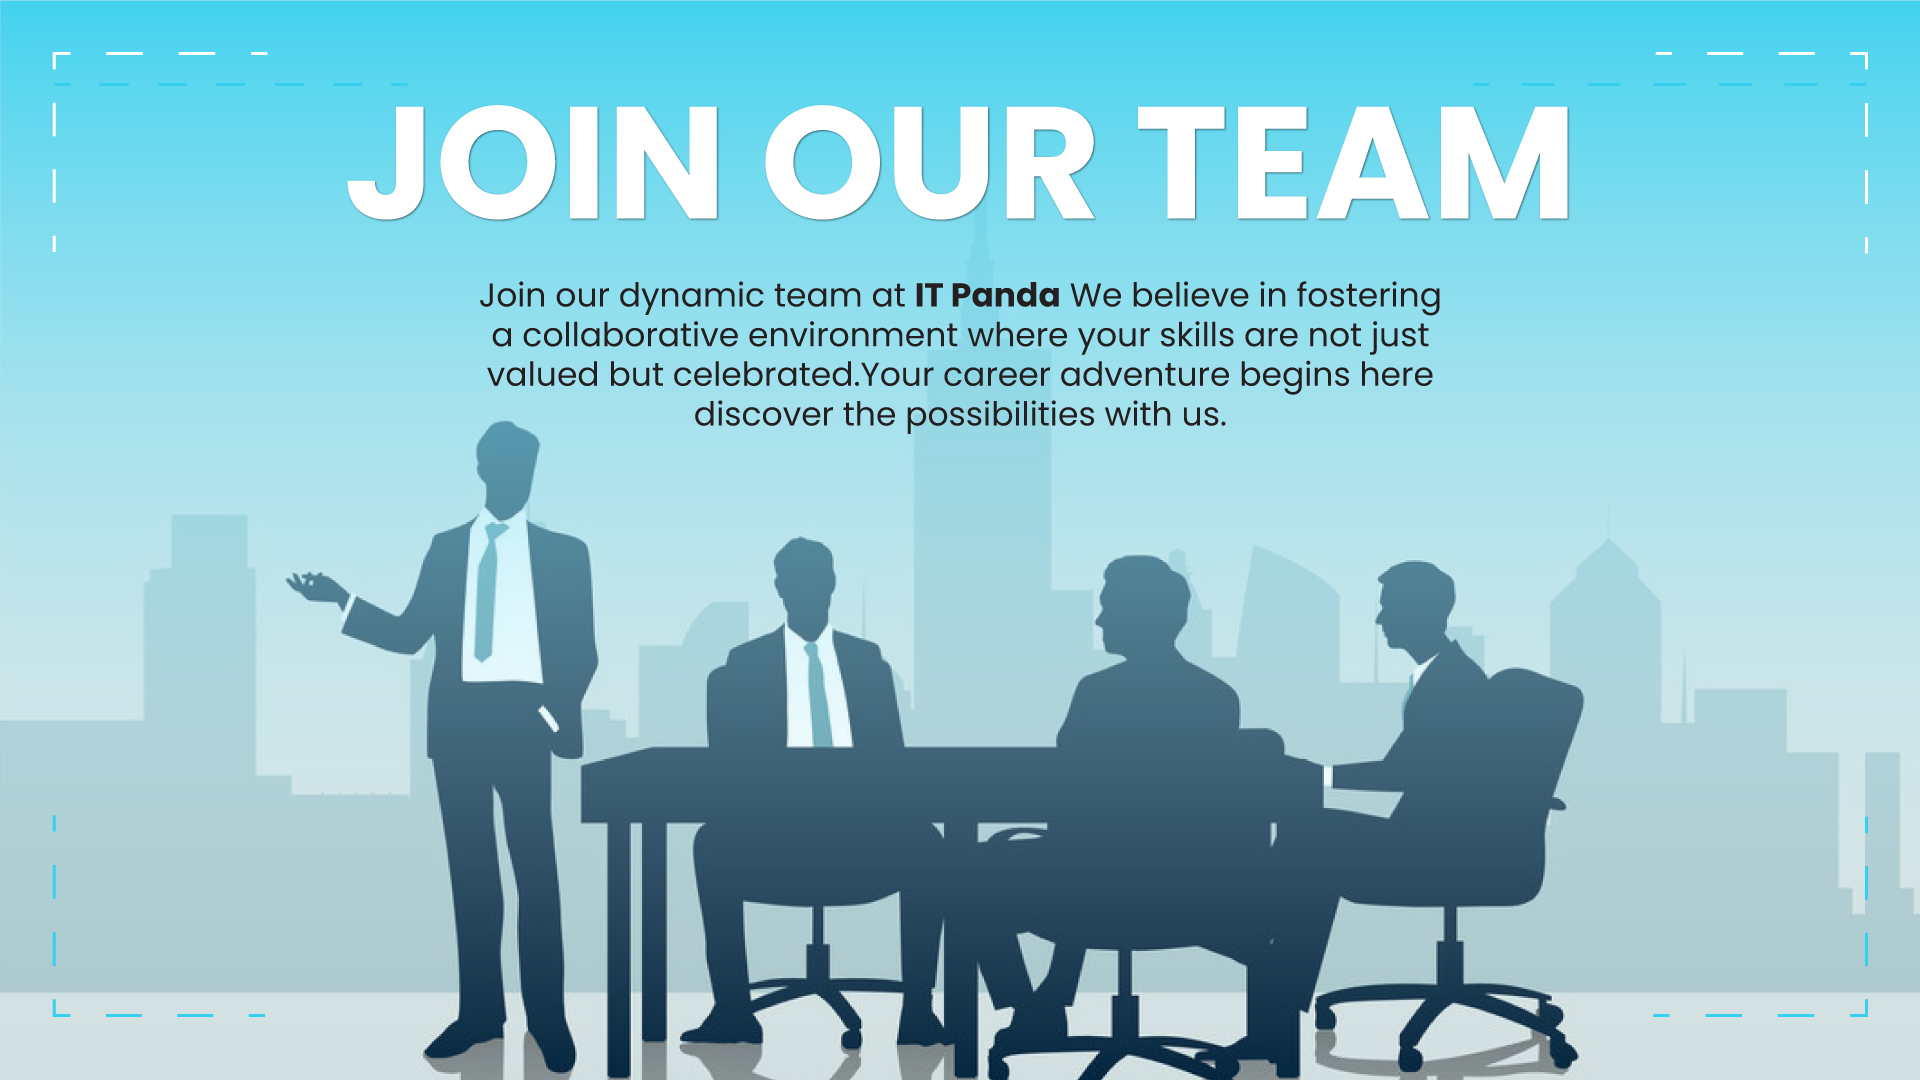 JOIN OUR TEAM
Join our dynamic team at IT Panda We believe in fostering
a collaborative environment where your skills are not just
valued but celebrated.Your career adventure begins here
discover the possibilities with us.